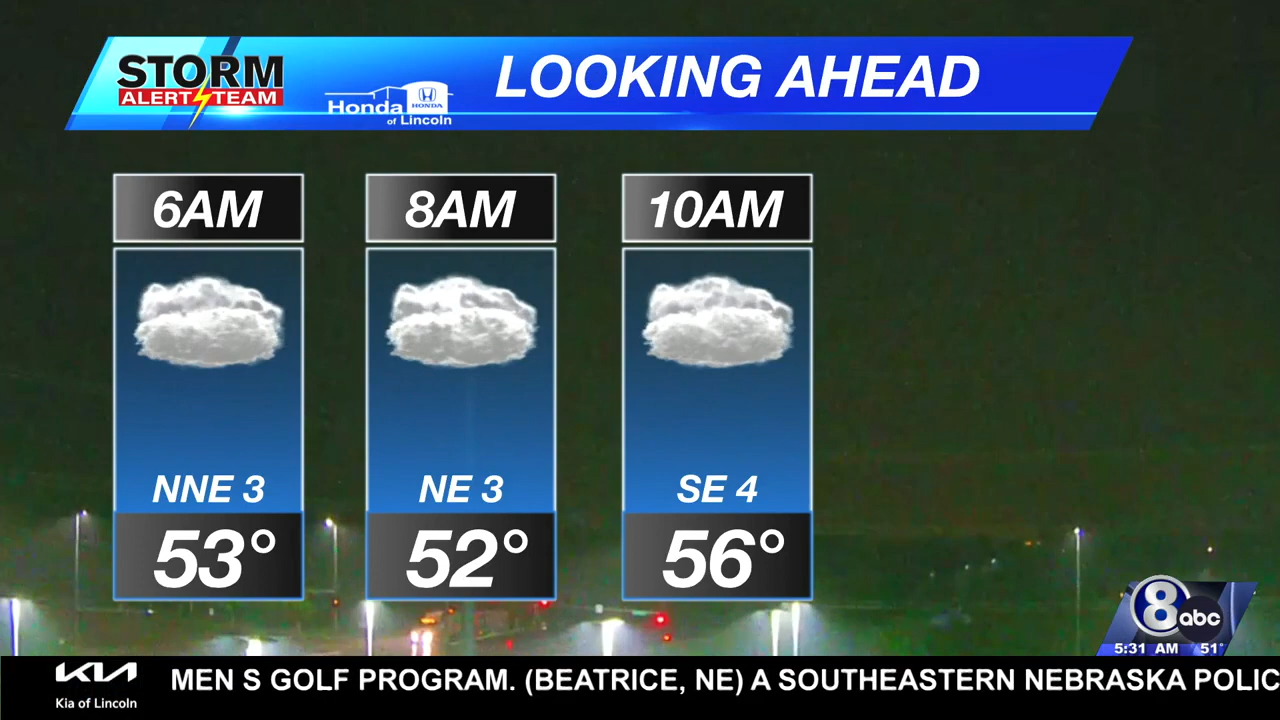 STORM
ALERT TEAM
Honda
HONDA
of Lincoln
LOOKING AHEAD
6AM
8AM
10AM
NNE 3
NE 3
SE 4
53°
52°
56°
8 abc
5:31 AM 51°
KIA
Kia of Lincoln
MEN S GOLF PROGRAM. (BEATRICE, NE) A SOUTHEASTERN NEBRASKA POLIC